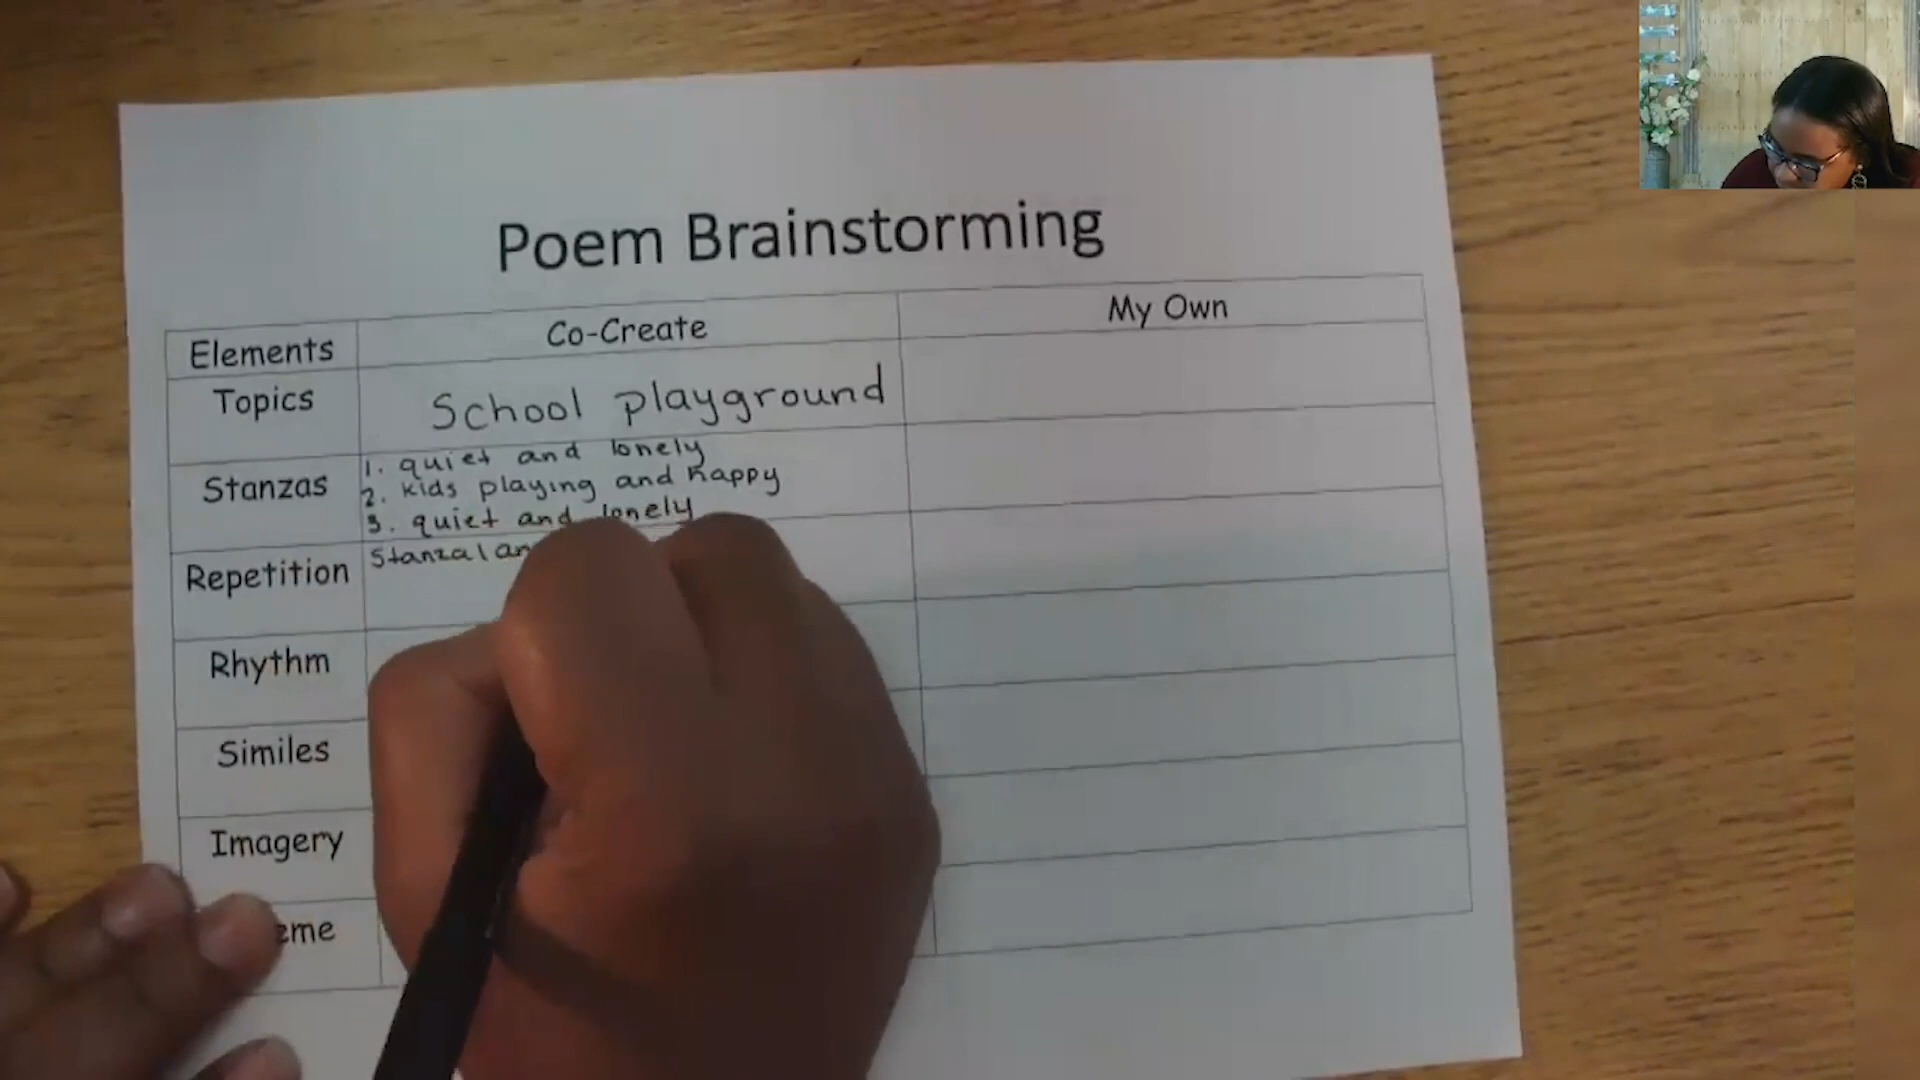 Poem Brainstorming
Elements Co-Create My Own
Topics School playground
Stanzas
1. quiet and lonely
2. kids playing and happy
3. quiet and lonely
Repetition Stanza 1
Rhythm
Similes
Imagery